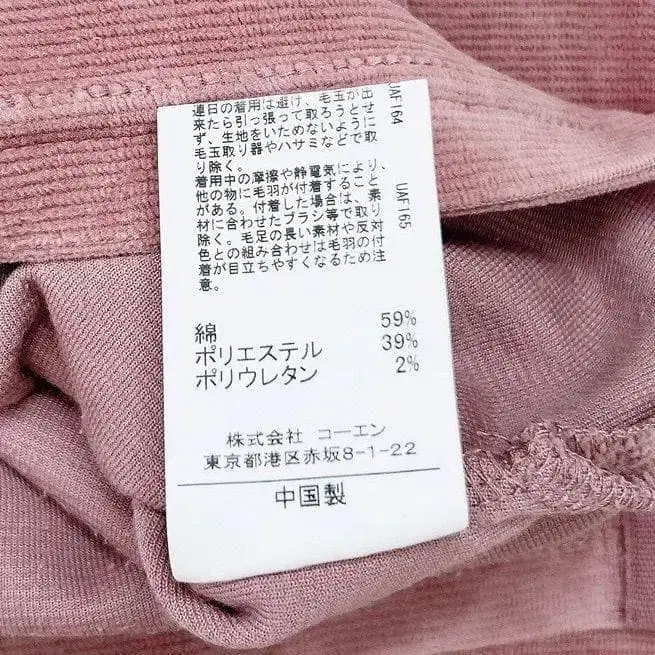 連日の着用は避け、毛玉が出
来たら引っ張って取ろうとせ
ず、生地をいためないように
毛玉取り器やハサミなどで取
り除く。
着用中の摩擦や静電気により、
他の物に毛羽が付着すること
がある。付着した場合は、素
材に合わせたブラシ等で取り
除く。毛足の長い素材や反対
色との組み合わせは毛羽の付
着が目立ちやすくなるため注
意。
UAF164
UAF165
綿 59%
ポリエステル 39%
ポリウレタン 2%
株式会社 コーエン
東京都港区赤坂8-1-22
中国製